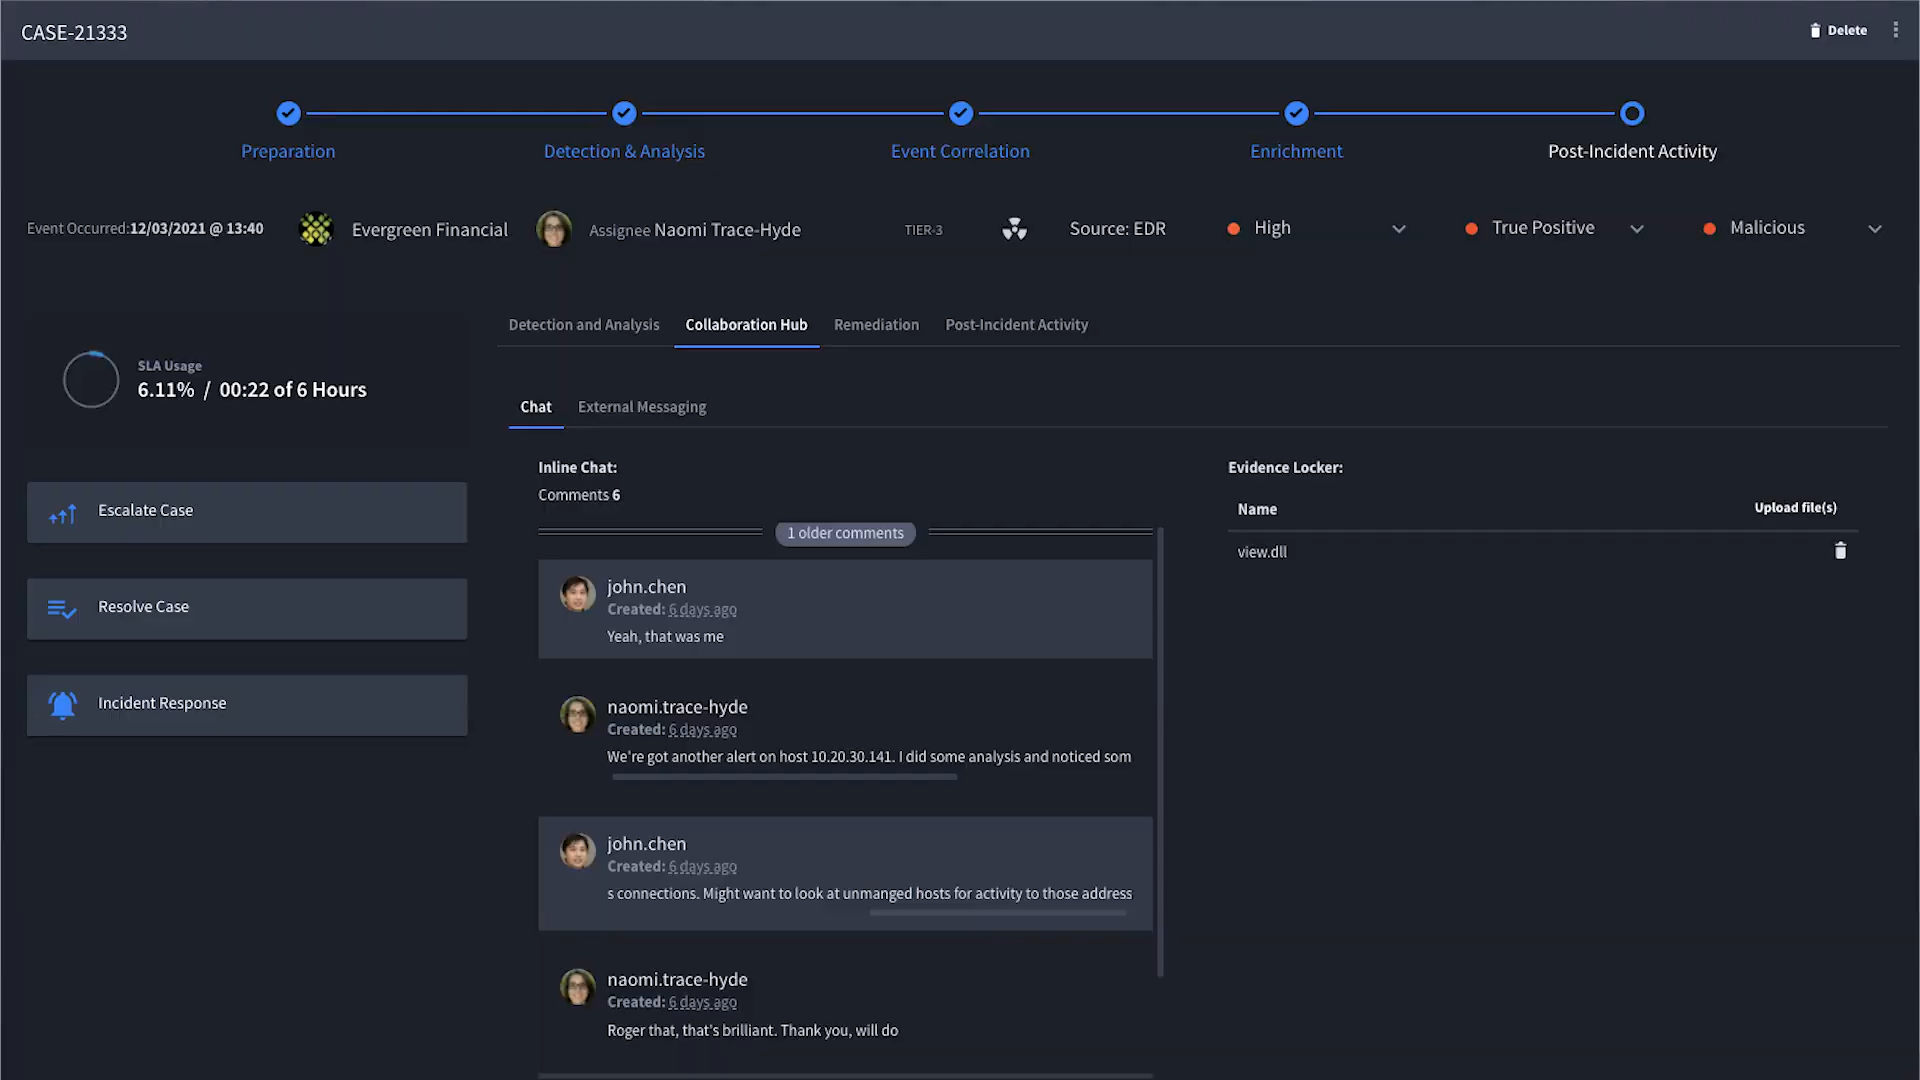 CASE-21333
Delete
Preparation
Detection & Analysis
Event Correlation
Enrichment
Post-Incident Activity
Event Occurred:12/03/2021 @ 13:40
Evergreen Financial
Assignee Naomi Trace-Hyde
TIER-3
Source: EDR
High
True Positive
Malicious
Detection and Analysis
Collaboration Hub
Remediation
Post-Incident Activity
SLA Usage
6.11% / 00:22 of 6 Hours
Chat
External Messaging
Escalate Case
Resolve Case
Incident Response
Inline Chat:
Comments 6
1 older comments
john.chen
Created: 6 days ago
Yeah, that was me
naomi.trace-hyde
Created: 6 days ago
We're got another alert on host 10.20.30.141. I did some analysis and noticed som
john.chen
Created: 6 days ago
s connections. Might want to look at unmanged hosts for activity to those address
naomi.trace-hyde
Created: 6 days ago
Roger that, that's brilliant. Thank you, will do
Evidence Locker:
Name
Upload file(s)
view.dll